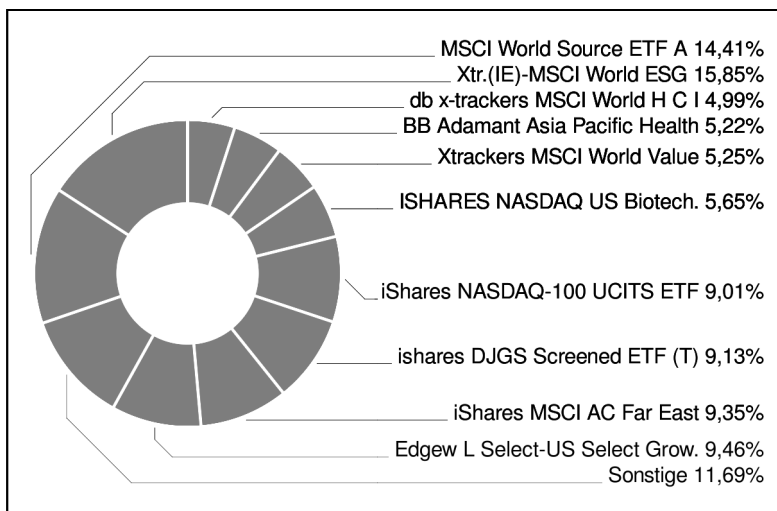 MSCI World Source ETF A 14,41%
Xtr.(IE)-MSCI World ESG 15,85%
db x-trackers MSCI World H C I 4,99%
BB Adamant Asia Pacific Health 5,22%
Xtrackers MSCI World Value 5,25%
ISHARES NASDAQ US Biotech. 5,65%
iShares NASDAQ-100 UCITS ETF 9,01%
ishares DJGS Screened ETF (T) 9,13%
iShares MSCI AC Far East 9,35%
Edgew L Select-US Select Grow. 9,46%
Sonstige 11,69%